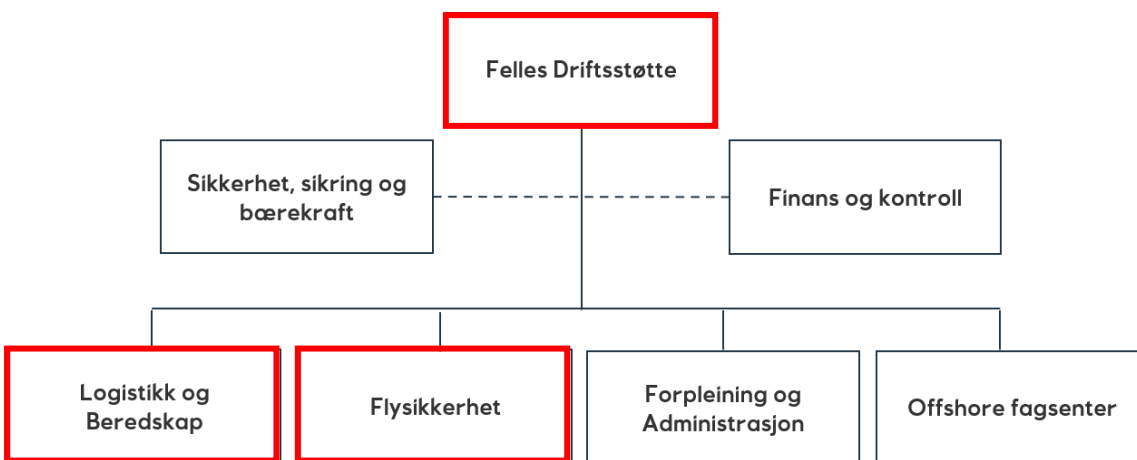 Felles Driftsstøtte
Sikkerhet, sikring og
bærekraft
Finans og kontroll
Logistikk og
Beredskap
Flysikkerhet
Forpleining og
Administrasjon
Offshore fagsenter